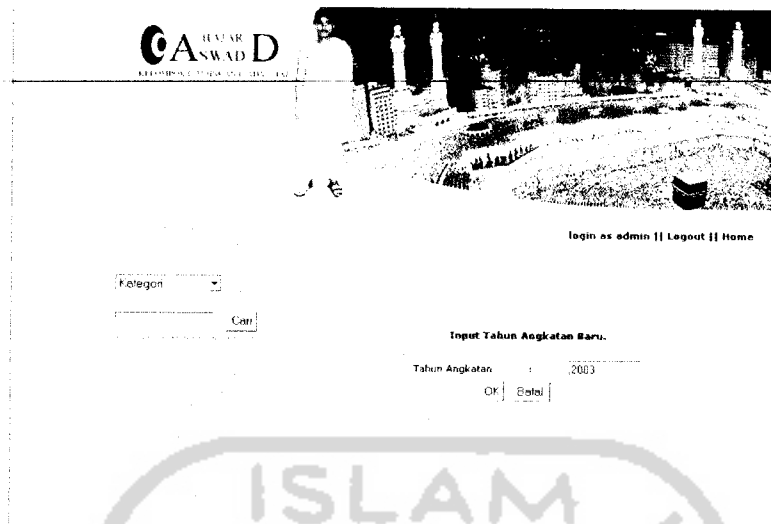 HAJAR
ASWAD
login as admin || Logout || Home
Kategori
Cari
Input Tahun Angkatan Baru.
Tahun Angkatan : 2003
OK Batal
ISLAM